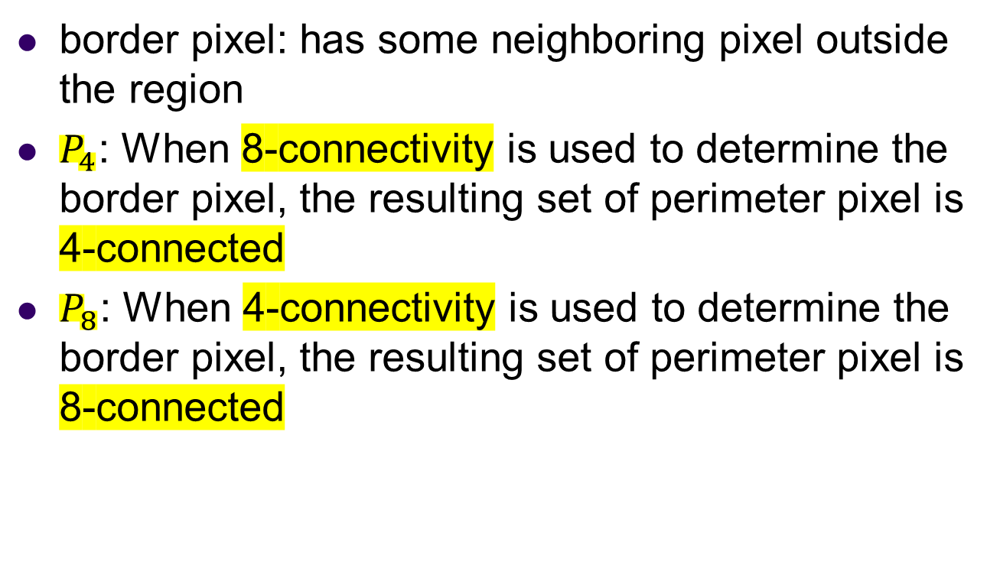 ● border pixel: has some neighboring pixel outside
the region
● P₄: When 8-connectivity is used to determine the
border pixel, the resulting set of perimeter pixel is
4-connected
● P₈: When 4-connectivity is used to determine the
border pixel, the resulting set of perimeter pixel is
8-connected